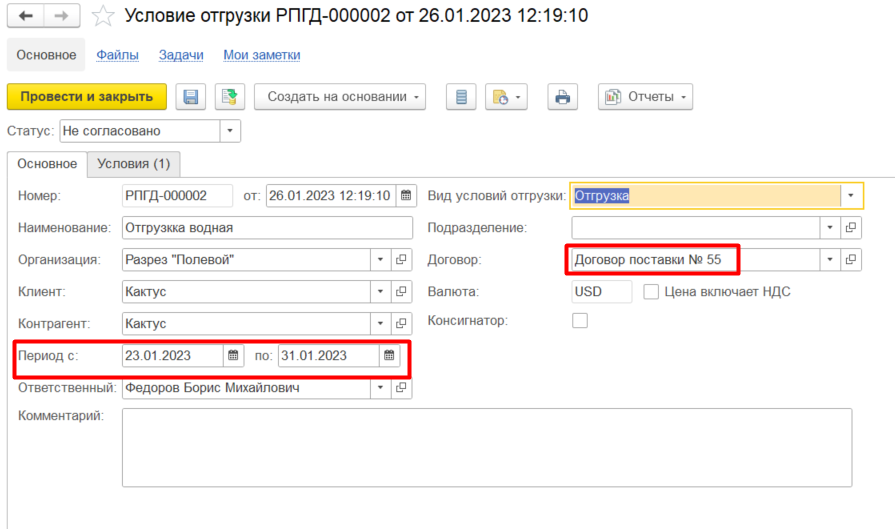 Условие отгрузки РПГД-000002 от 26.01.2023 12:19:10
Основное Файлы Задачи Мои заметки
Провести и закрыть Создать на основании Отчеты
Статус: Не согласовано
Основное Условия (1)
Номер: РПГД-000002 от: 26.01.2023 12:19:10 Вид условий отгрузки: Отгрузка
Наименование: Отгрузкка водная Подразделение:
Организация: Разрез "Полевой" Договор: Договор поставки № 55
Клиент: Кактус Валюта: USD Цена включает НДС
Контрагент: Кактус Консигнатор:
Период с: 23.01.2023 по: 31.01.2023
Ответственный: Федоров Борис Михайлович
Комментарий: